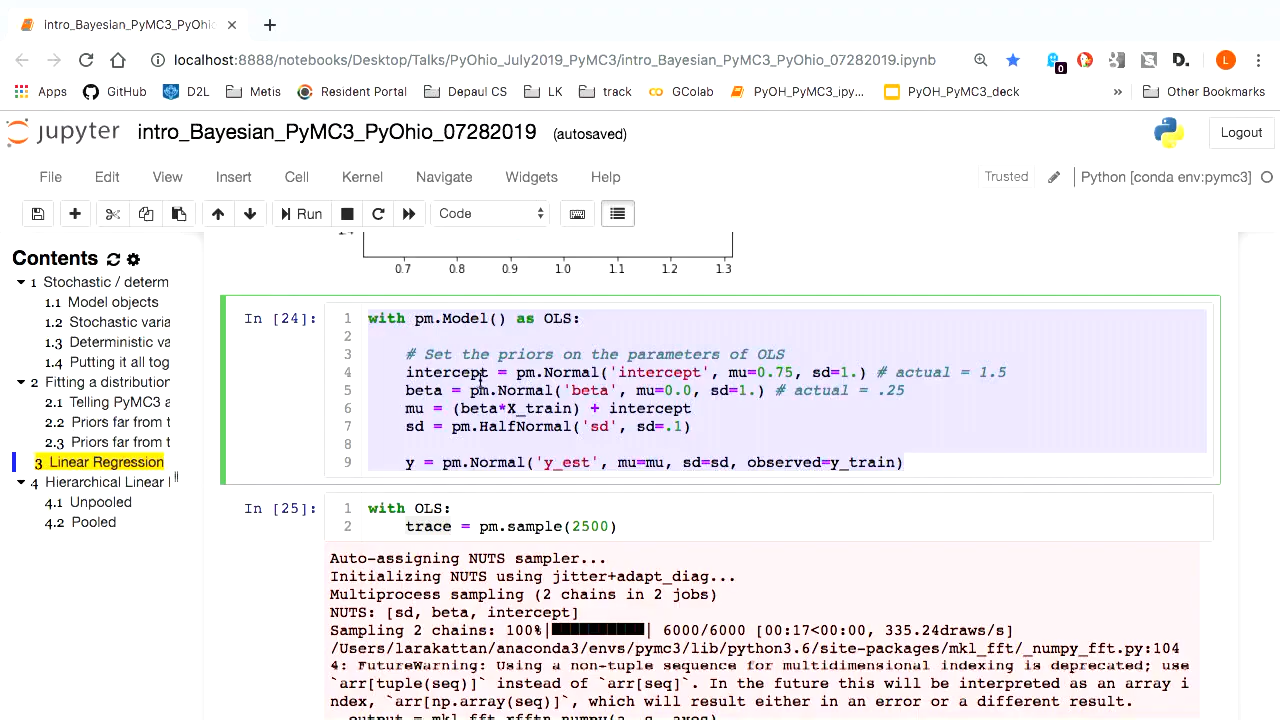 intro_Bayesian_PyMC3_PyOhio
localhost:8888/notebooks/Desktop/Talks/PyOhio_July2019_PyMC3/intro_Bayesian_PyMC3_PyOhio_07282019.ipynb
0
D.
L
Apps GitHub D2L Metis Resident Portal Depaul CS LK track GColab PyOH_PyMC3_ipy... PyOH_PyMC3_deck » Other Bookmarks
jupyter intro_Bayesian_PyMC3_PyOhio_07282019 (autosaved) Logout
File Edit View Insert Cell Kernel Navigate Widgets Help Trusted Python [conda env:pymc3]
Run Code
Contents
1 Stochastic / determ
1.1 Model objects
1.2 Stochastic varia
1.3 Deterministic va
1.4 Putting it all tog
2 Fitting a distribution
2.1 Telling PyMC3 a
2.2 Priors far from t
2.3 Priors far from t
3 Linear Regression
4 Hierarchical Linear
4.1 Unpooled
4.2 Pooled
0.7 0.8 0.9 1.0 1.1 1.2 1.3
In [24]: 1 with pm.Model() as OLS:
2
3 # Set the priors on the parameters of OLS
4 intercept = pm.Normal('intercept', mu=0.75, sd=1.) # actual = 1.5
5 beta = pm.Normal('beta', mu=0.0, sd=1.) # actual = .25
6 mu = (beta*X_train) + intercept
7 sd = pm.HalfNormal('sd', sd=.1)
8
9 y = pm.Normal('y_est', mu=mu, sd=sd, observed=y_train)
In [25]: 1 with OLS:
2 trace = pm.sample(2500)
Auto-assigning NUTS sampler...
Initializing NUTS using jitter+adapt_diag...
Multiprocess sampling (2 chains in 2 jobs)
NUTS: [sd, beta, intercept]
Sampling 2 chains: 100%|██████████| 6000/6000 [00:17<00:00, 335.24draws/s]
/Users/larakattan/anaconda3/envs/pymc3/lib/python3.6/site-packages/mkl_fft/_numpy_fft.py:104
4: FutureWarning: Using a non-tuple sequence for multidimensional indexing is deprecated; use
`arr[tuple(seq)]` instead of `arr[seq]`. In the future this will be interpreted as an array i
ndex, `arr[np.array(seq)]`, which will result either in an error or a different result.
output = mkl_fft.rfftn_numpy(a, s, axes)